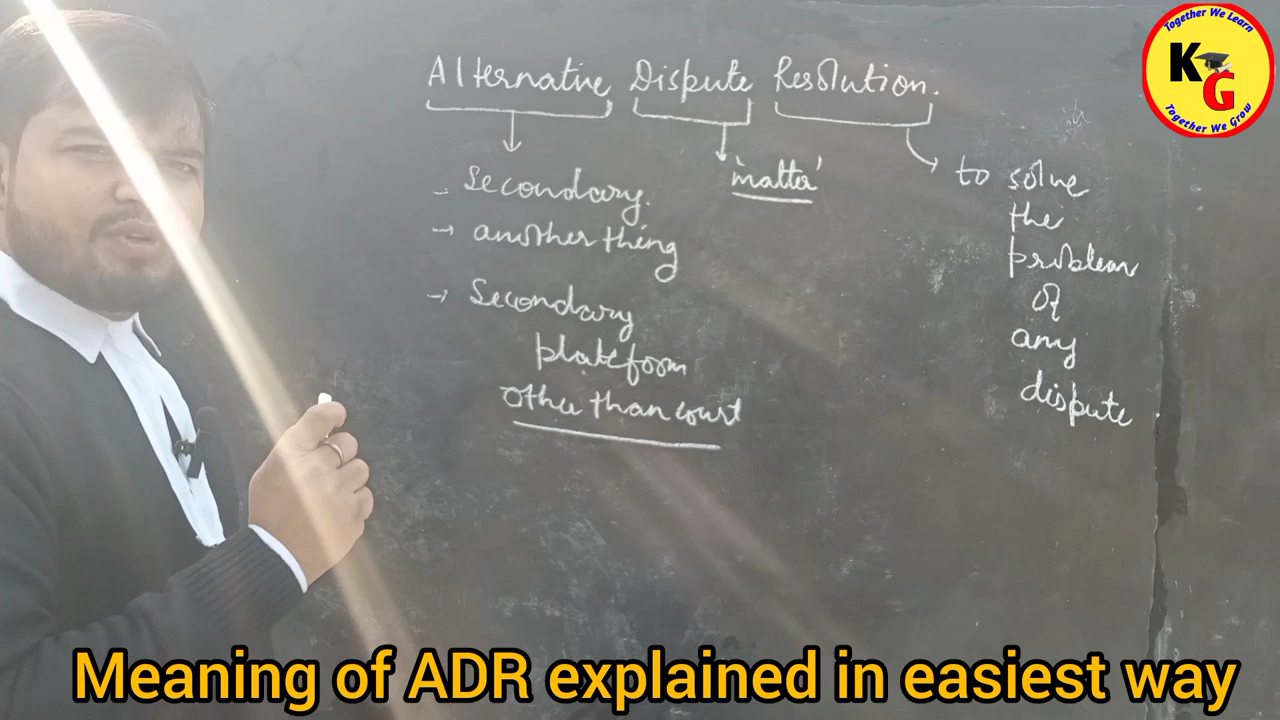 Together We Learn
KG
Together We Grow
Alternative Dispute Resolution.
- Secondary.
→ another thing
→ Secondary
plateform
other than court
'matter'
to solve
the
problem
of
any
dispute
Meaning of ADR explained in easiest way